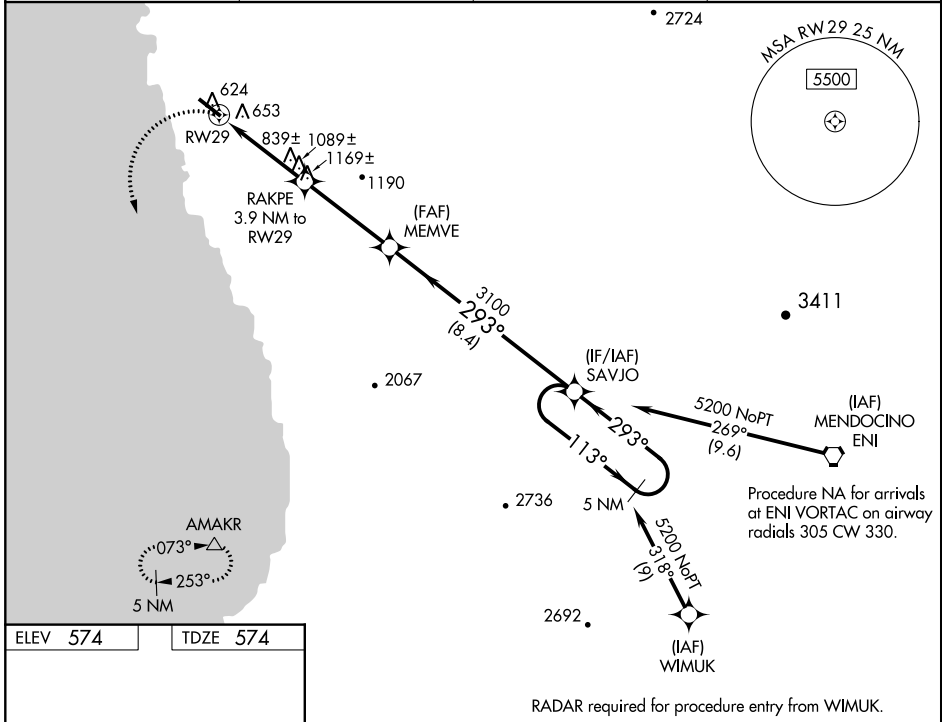 2724
MSA RW29 25 NM
5500
624
653
RW29
839± 1089±
1169±
1190
RAKPE
3.9 NM to
RW29
(FAF)
MEMVE
3100
293°
(8.4)
3411
(IF/IAF)
SAVJO
2067
5200 NoPT
269°
(9.6)
(IAF)
MENDOCINO
ENI
293°
113°
5 NM
2736
Procedure NA for arrivals
at ENI VORTAC on airway
radials 305 CW 330.
AMAKR
073°
253°
5 NM
5200 NoPT
318°
(9)
2692
(IAF)
WIMUK
ELEV 574
TDZE 574
RADAR required for procedure entry from WIMUK.